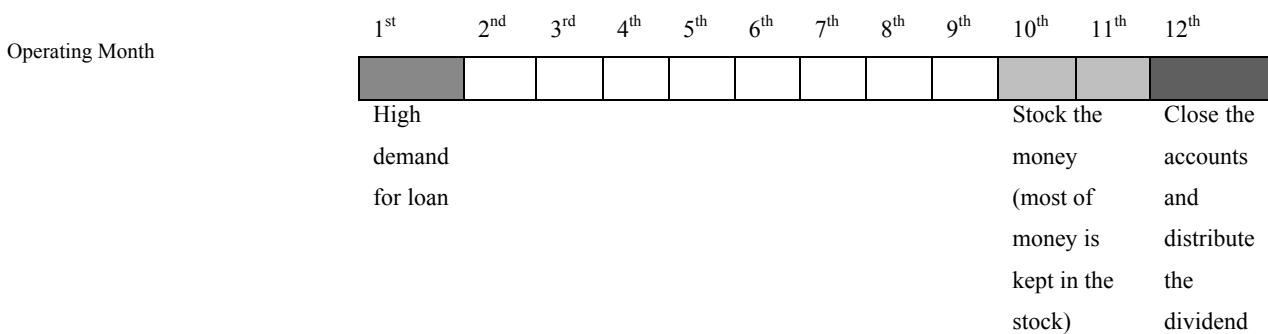 1st 2nd 3rd 4th 5th 6th 7th 8th 9th 10th 11th 12th
Operating Month
High
demand
for loan
Stock the
money
(most of
money is
kept in the
stock)
Close the
accounts
and
distribute
the
dividend